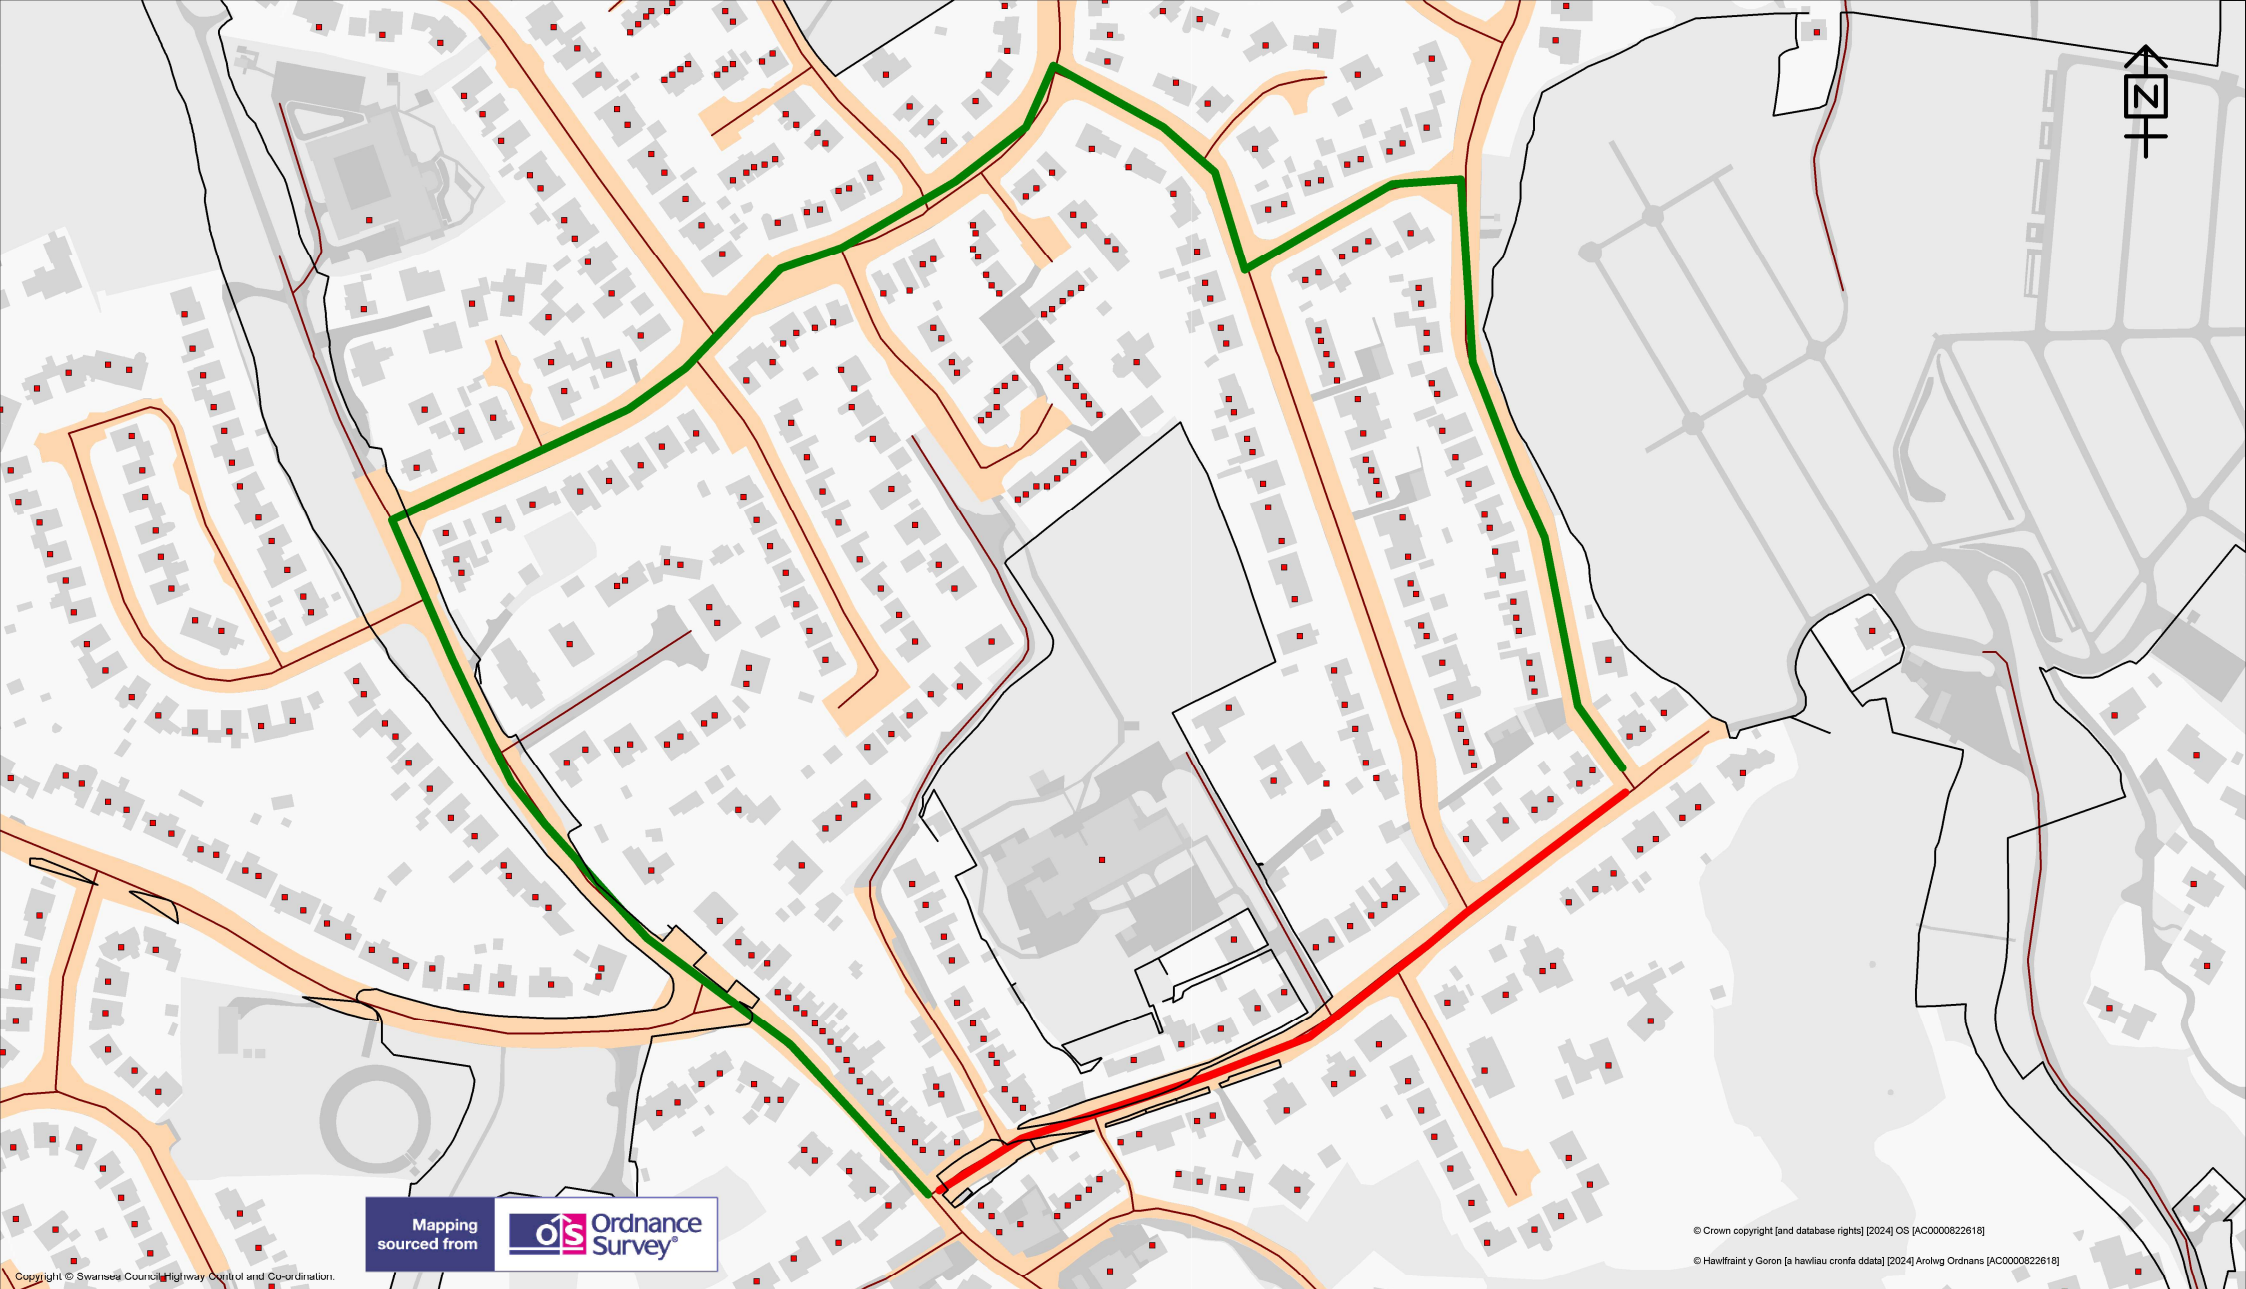 N
Mapping
sourced from
OS Ordnance
Survey®
© Crown copyright [and database rights] [2024] OS [AC0000822618]
© Hawlfraint y Goron [a hawliau cronfa ddata] [2024] Arolwg Ordnans [AC0000822618]
Copyright © Swansea Council Highway Control and Co-ordination.